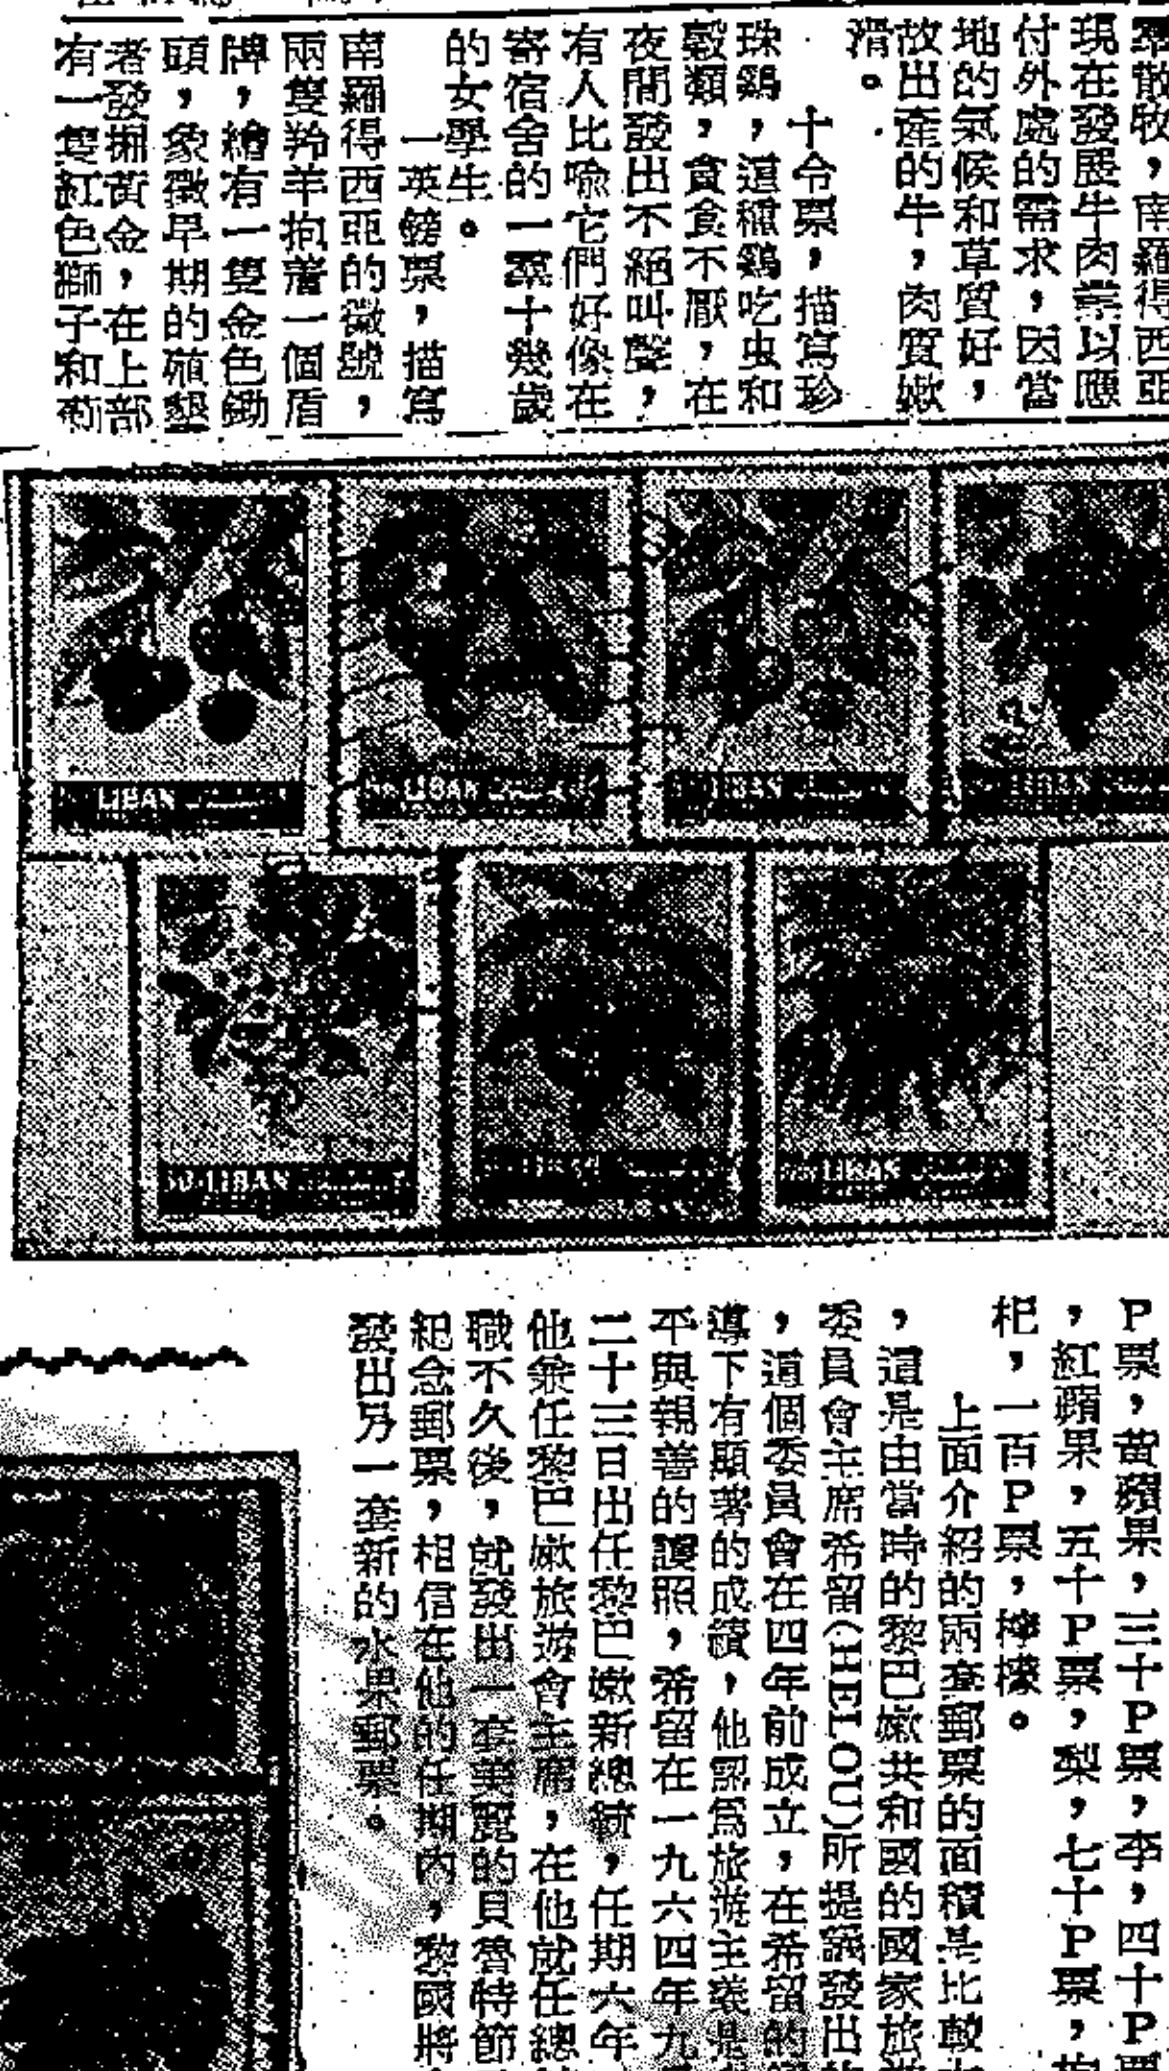 羣散牧，南羅得西亞
現在發展牛肉業以應
付外處的需求，因當
地的氣候和草質好，
故出產的牛，肉質嫩
滑。
十令票，描寫珍
珠鷄，這種鷄吃虫和
穀類，貪食不厭，在
夜間發出不絕叫聲，
有人比喻它們好像在
寄宿舍的一羣十幾歲
的女學生。
一英鎊票，描寫
南羅得西亞的徽號，
兩隻羚羊抱著一個盾
牌，繪有一隻金色鋤
頭，象徵早期的殖墾
者發掘黃金，在上部
有一隻紅色獅子和薊
LIBAN
LIBAN
LIBAN
LIBAN
LIBAN
LIBAN
LIBAN
P票，黃蘋果，三十P票，李，四十P票
，紅蘋果，五十P票，梨，七十P票，枇
杷，一百P票，檸檬。
上面介紹的兩套郵票的面積是比較
，這是由當時的黎巴嫩共和國的國家旅遊
委員會主席希留(HELOU)所提議發出的
，這個委員會在四年前成立，在希留的
導下有顯著的成績，他認爲旅游主義是
平與親善的護照，希留在一九六四年九
二十三日出任黎巴嫩新總統，任期六年
他兼任黎巴嫩旅遊會主席，在他就任總
職不久後，就發出一套美麗的貝魯特節
紀念郵票，相信在他的任期內，黎國將
發出另一套新的水果郵票。